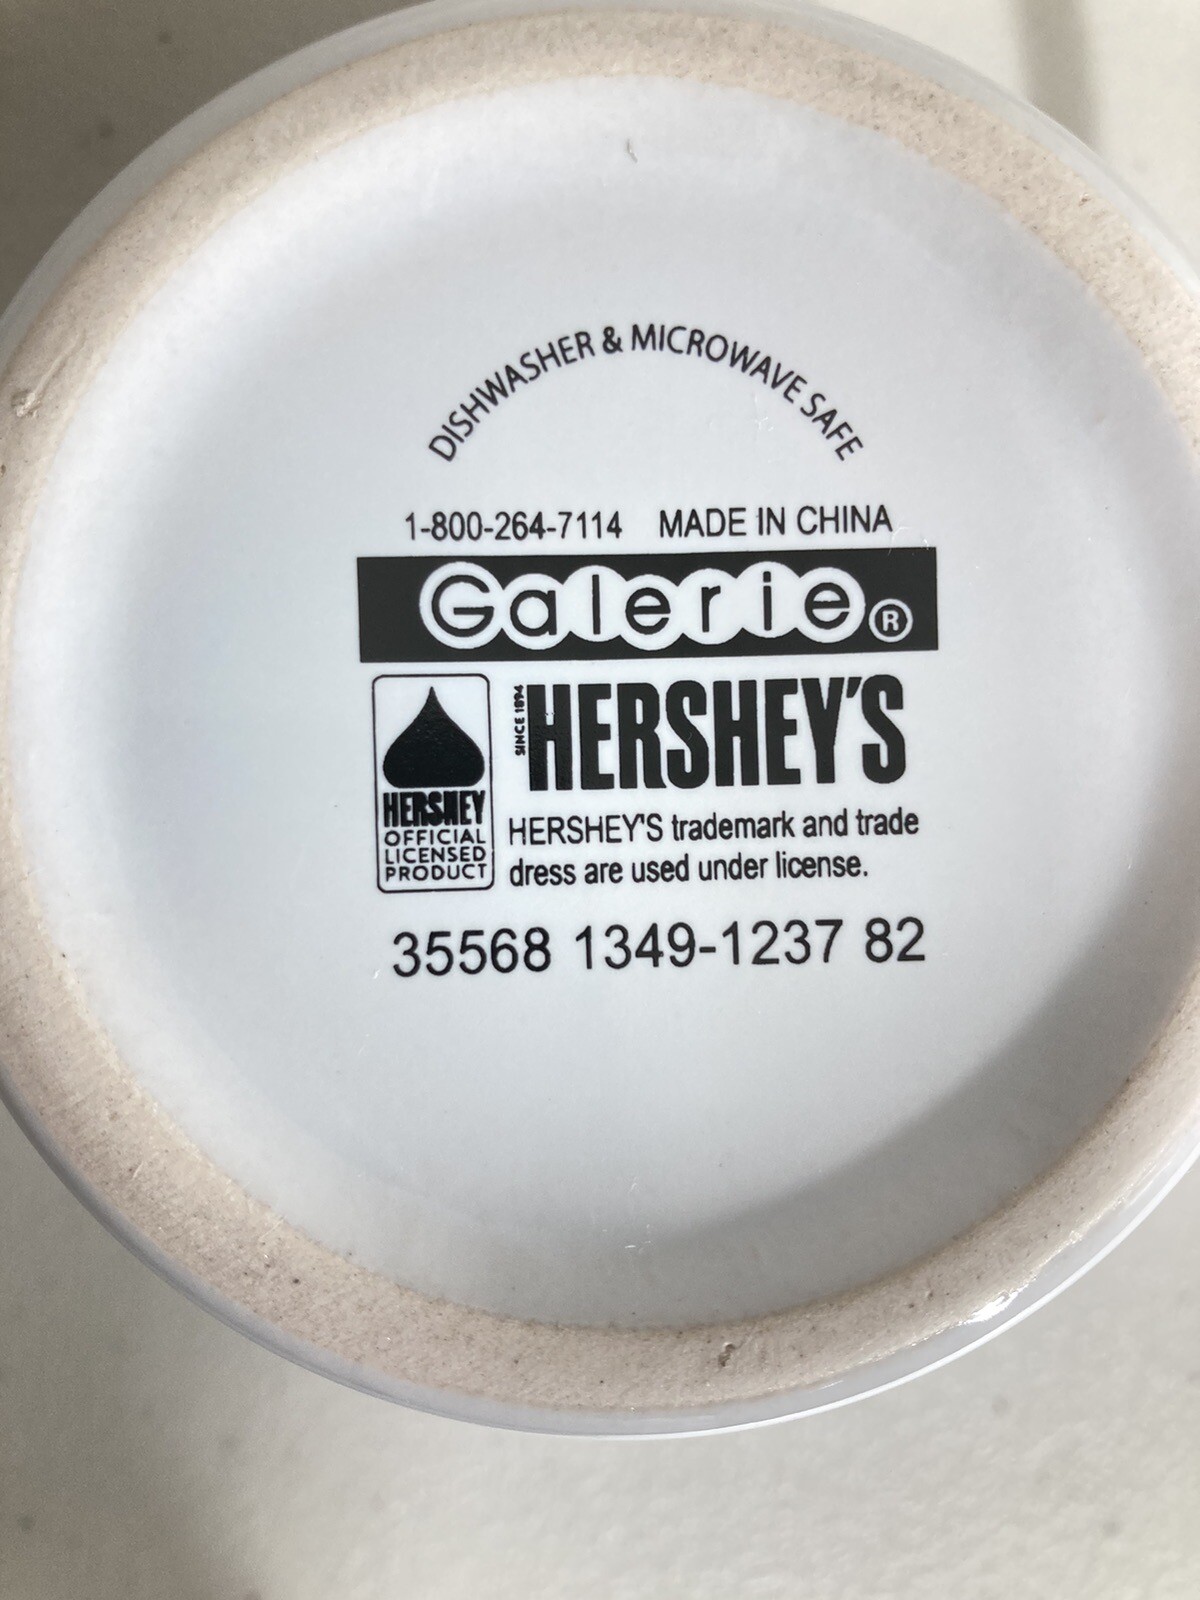 DISHWASHER & MICROWAVE SAFE
1-800-264-7114 MADE IN CHINA
Galerie®
SINCE 1894
HERSHEY'S
HERSHEY
OFFICIAL
LICENSED
PRODUCT
HERSHEY'S trademark and trade
dress are used under license.
35568 1349-1237 82